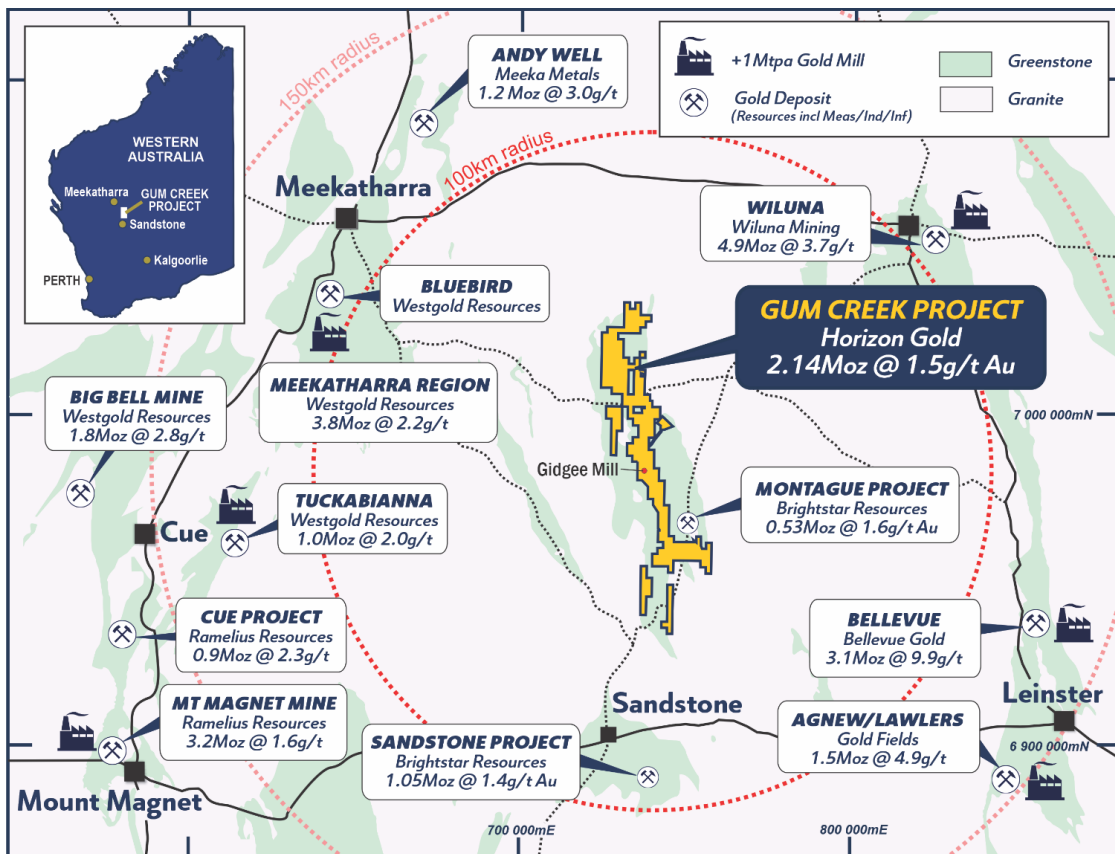 WESTERN
AUSTRALIA
Meekatharra
GUM CREEK
PROJECT
Sandstone
Kalgoorlie
PERTH
150km radius
100km radius
ANDY WELL
Meeka Metals
1.2 Moz @ 3.0g/t
+1Mtpa Gold Mill
Gold Deposit
(Resources incl Meas/Ind/Inf)
Greenstone
Granite
Meekatharra
WILUNA
Wiluna Mining
4.9Moz @ 3.7g/t
BLUEBIRD
Westgold Resources
GUM CREEK PROJECT
Horizon Gold
2.14Moz @ 1.5g/t Au
MEEKATHARRA REGION
Westgold Resources
3.8Moz @ 2.2g/t
BIG BELL MINE
Westgold Resources
1.8Moz @ 2.8g/t
7 000 000mN
Gidgee Mill
MONTAGUE PROJECT
Brightstar Resources
0.53Moz @ 1.6g/t Au
TUCKABIANNA
Westgold Resources
1.0Moz @ 2.0g/t
Cue
CUE PROJECT
Ramelius Resources
0.9Moz @ 2.3g/t
BELLEVUE
Bellevue Gold
3.1Moz @ 9.9g/t
Leinster
MT MAGNET MINE
Ramelius Resources
3.2Moz @ 1.6g/t
Sandstone
SANDSTONE PROJECT
Brightstar Resources
1.05Moz @ 1.4g/t Au
AGNEW/LAWLERS
Gold Fields
1.5Moz @ 4.9g/t
6 900 000mN
Mount Magnet
700 000mE
800 000mE